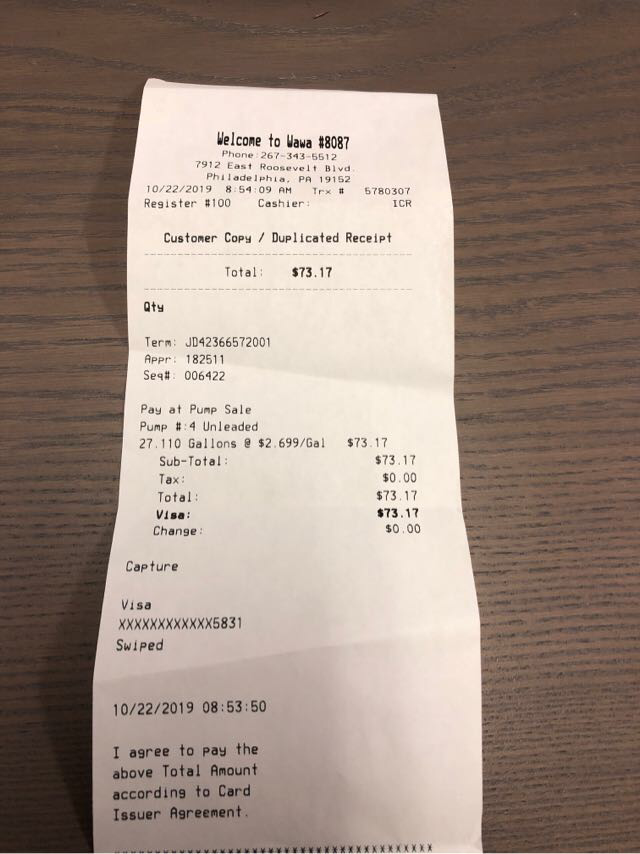 Welcome to Wawa #8087
Phone:267-343-5512
7912 East Roosevelt Blvd.
Philadelphia, PA 19152
10/22/2019 8:54:09 AM Trx # 5780307
Register #100 Cashier: ICR
Customer Copy / Duplicated Receipt
Total: $73.17
Qty
Term: JD42366572001
Appr: 182511
Seq#: 006422
Pay at Pump Sale
Pump #:4 Unleaded
27.110 Gallons @ $2.699/Gal $73.17
Sub-Total: $73.17
Tax: $0.00
Total: $73.17
Visa: $73.17
Change: $0.00
Capture
Visa
XXXXXXXXXXXX5831
Swiped
10/22/2019 08:53:50
I agree to pay the
above Total Amount
according to Card
Issuer Agreement.